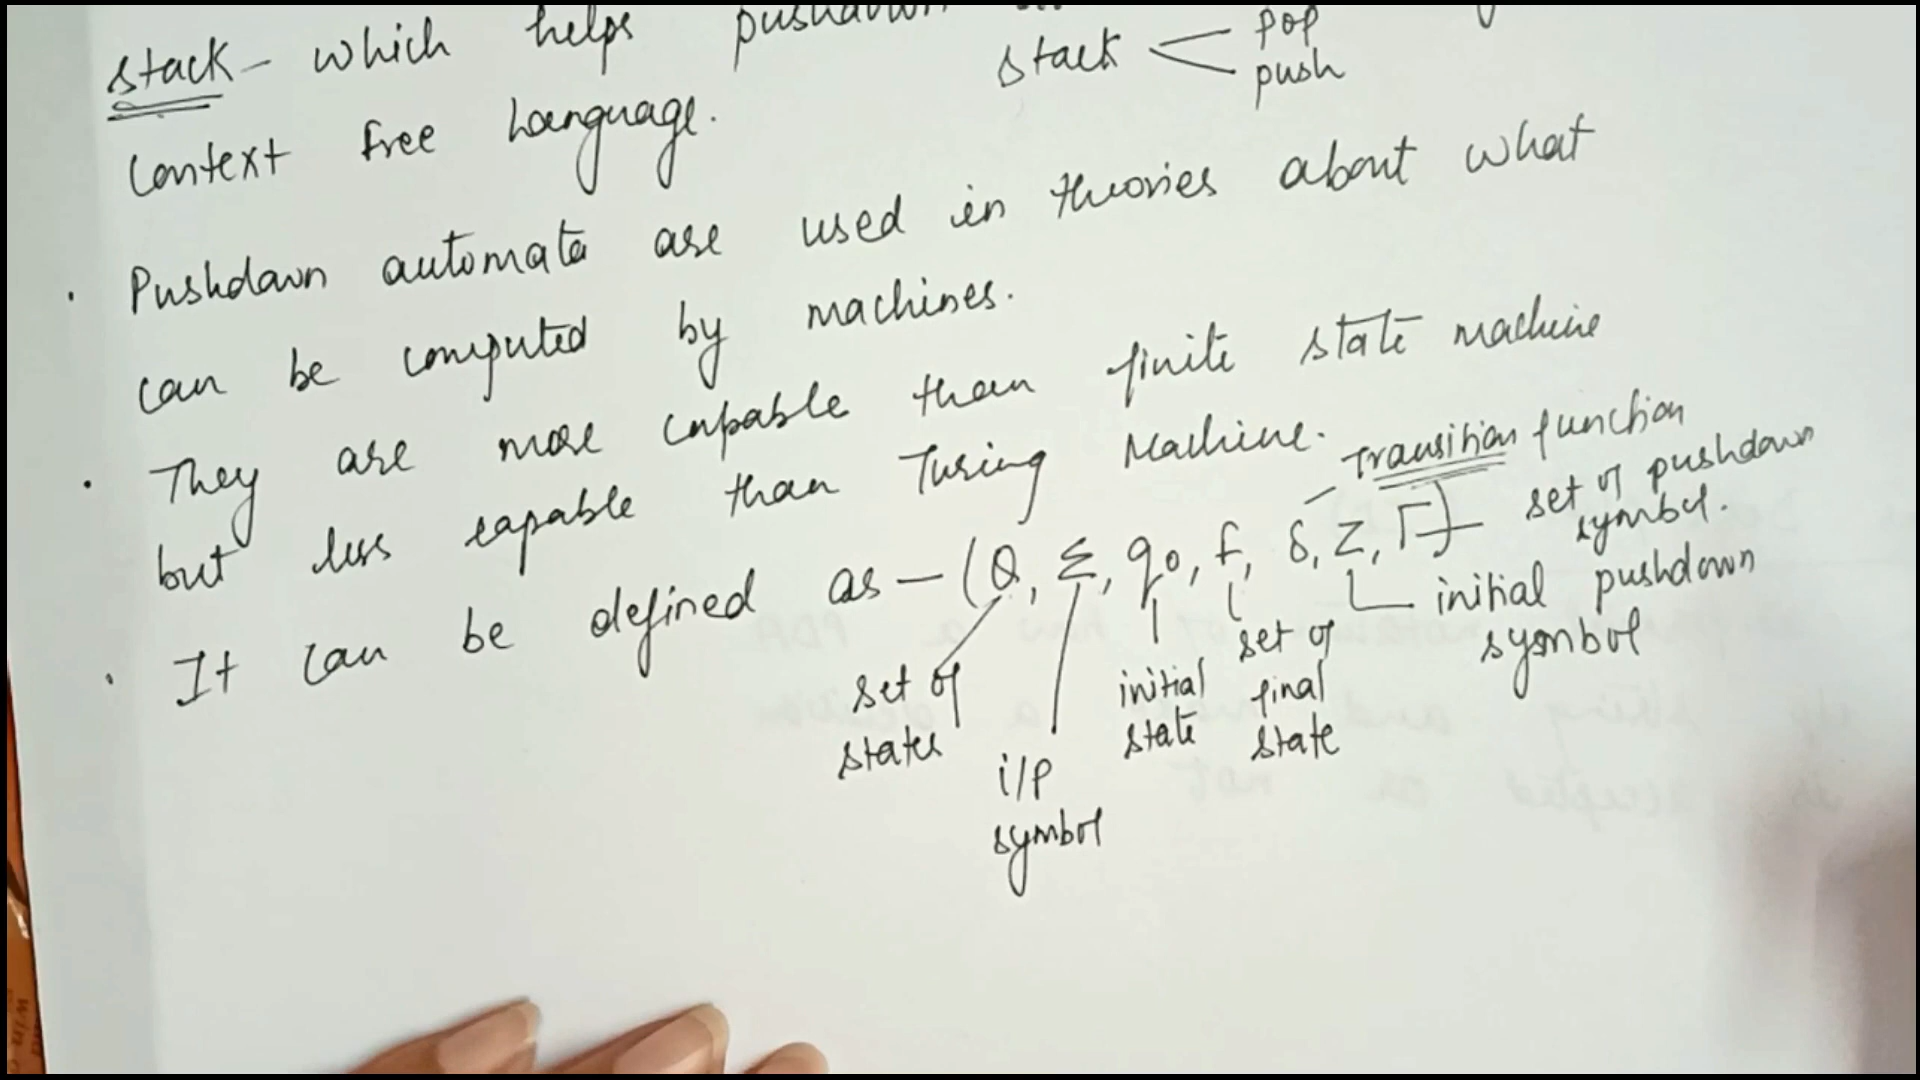 stack - which helps pushdown
stack pop
push
Context free Language.
. Pushdown automata are used in theories about what
can be computed by machines.
. They are more capable than finite state machine
but less capable than Turing Machine.
. It can be defined as - (Q, Σ, q0, f, δ, Z, Γ}
Transition function
set of pushdown
symbol.
initial pushdown
symbol
set of
states
i/p
symbol
initial
state
set of
final
state